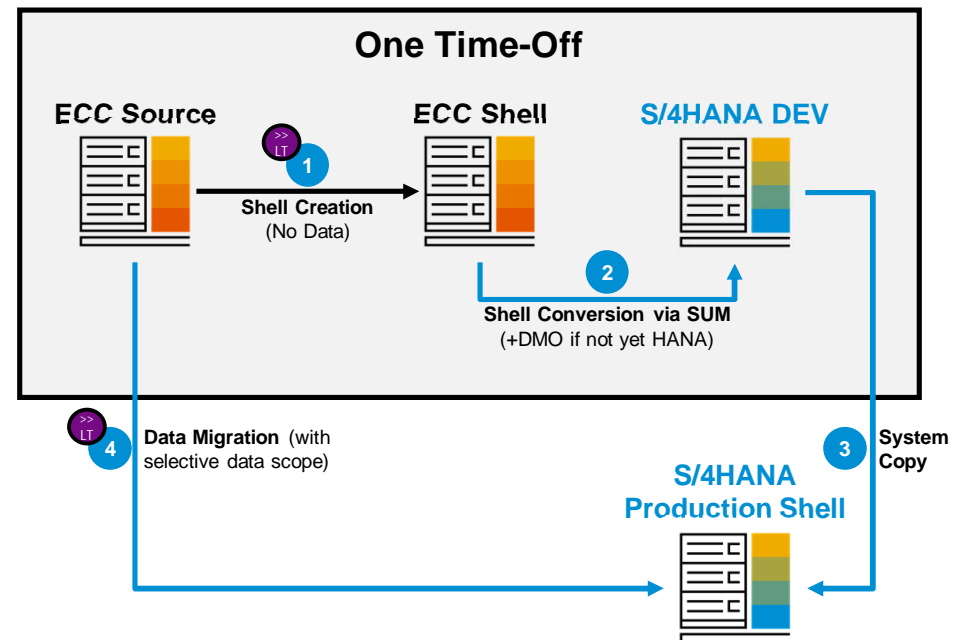 One Time-Off
ECC Source
ECC Shell
S/4HANA DEV
>>
LT
1
Shell Creation
(No Data)
2
Shell Conversion via SUM
(+DMO if not yet HANA)
>>
LT
4
Data Migration (with
selective data scope)
3
System
Copy
S/4HANA
Production Shell